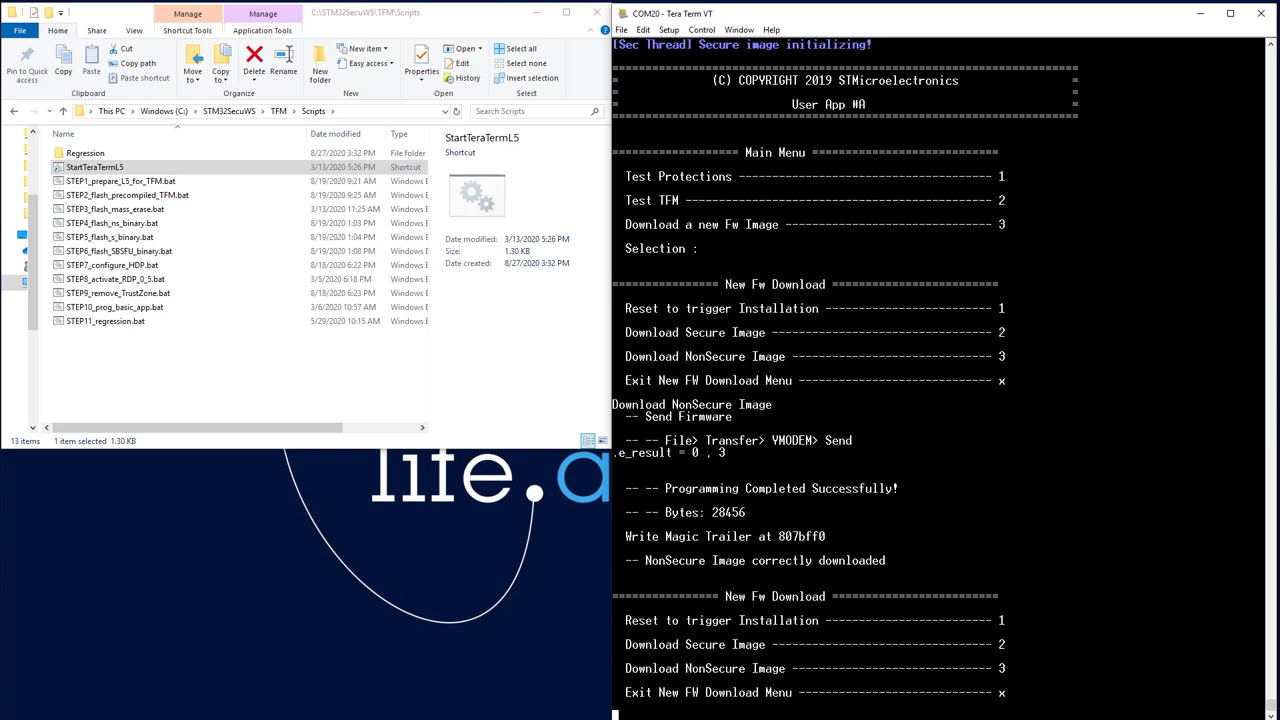 Manage
Manage
C:\STM32SecuWS\TFM\Scripts
File
Home
Share
View
Shortcut Tools
Application Tools
Pin to Quick access
Copy
Paste
Cut
Copy path
Paste shortcut
Clipboard
Move to
Copy to
Delete
Rename
Organize
New folder
New item
Easy access
New
Properties
Open
Edit
History
Open
Select all
Select none
Invert selection
Select
This PC > Windows (C:) > STM32SecuWS > TFM > Scripts >
Search Scripts
Name Date modified Type
Regression 8/27/2020 3:32 PM File folder
StartTeraTermL5 3/13/2020 5:26 PM Shortcut
STEP1_prepare_L5_for_TFM.bat 8/19/2020 9:21 AM Windows E
STEP2_flash_precompiled_TFM.bat 8/19/2020 9:25 AM Windows E
STEP3_flash_mass_erase.bat 3/13/2020 11:25 AM Windows E
STEP4_flash_ns_binary.bat 8/19/2020 1:03 PM Windows E
STEP5_flash_s_binary.bat 8/19/2020 1:04 PM Windows E
STEP6_flash_SBSFU_binary.bat 8/19/2020 1:08 PM Windows E
STEP7_configure_HDP.bat 8/18/2020 6:22 PM Windows E
STEP8_activate_RDP_0_5.bat 3/5/2020 6:18 PM Windows E
STEP9_remove_TrustZone.bat 8/18/2020 6:23 PM Windows E
STEP10_prog_basic_app.bat 3/6/2020 10:57 AM Windows E
STEP11_regression.bat 5/29/2020 10:15 AM Windows E
StartTeraTermL5
Shortcut
Date modified: 3/13/2020 5:26 PM
Size: 1.30 KB
Date created: 8/27/2020 3:32 PM
13 items 1 item selected 1.30 KB
life.a
COM20 - Tera Term VT
File Edit Setup Control Window Help
[Sec Thread] Secure image initializing!
======================================================================
= (C) COPYRIGHT 2019 STMicroelectronics =
= =
= User App #A =
======================================================================
=================== Main Menu ============================
Test Protections --------------------------------------- 1
Test TFM ----------------------------------------------- 2
Download a new Fw Image -------------------------------- 3
Selection :
================ New Fw Download =========================
Reset to trigger Installation -------------------------- 1
Download Secure Image ---------------------------------- 2
Download NonSecure Image ------------------------------- 3
Exit New FW Download Menu ------------------------------ x
Download NonSecure Image
-- Send Firmware
-- -- File> Transfer> YMODEM> Send
.e_result = 0 , 3
-- -- Programming Completed Successfully!
-- -- Bytes: 28456
Write Magic Trailer at 807bff0
-- NonSecure Image correctly downloaded
================ New Fw Download =========================
Reset to trigger Installation -------------------------- 1
Download Secure Image ---------------------------------- 2
Download NonSecure Image ------------------------------- 3
Exit New FW Download Menu ------------------------------ x